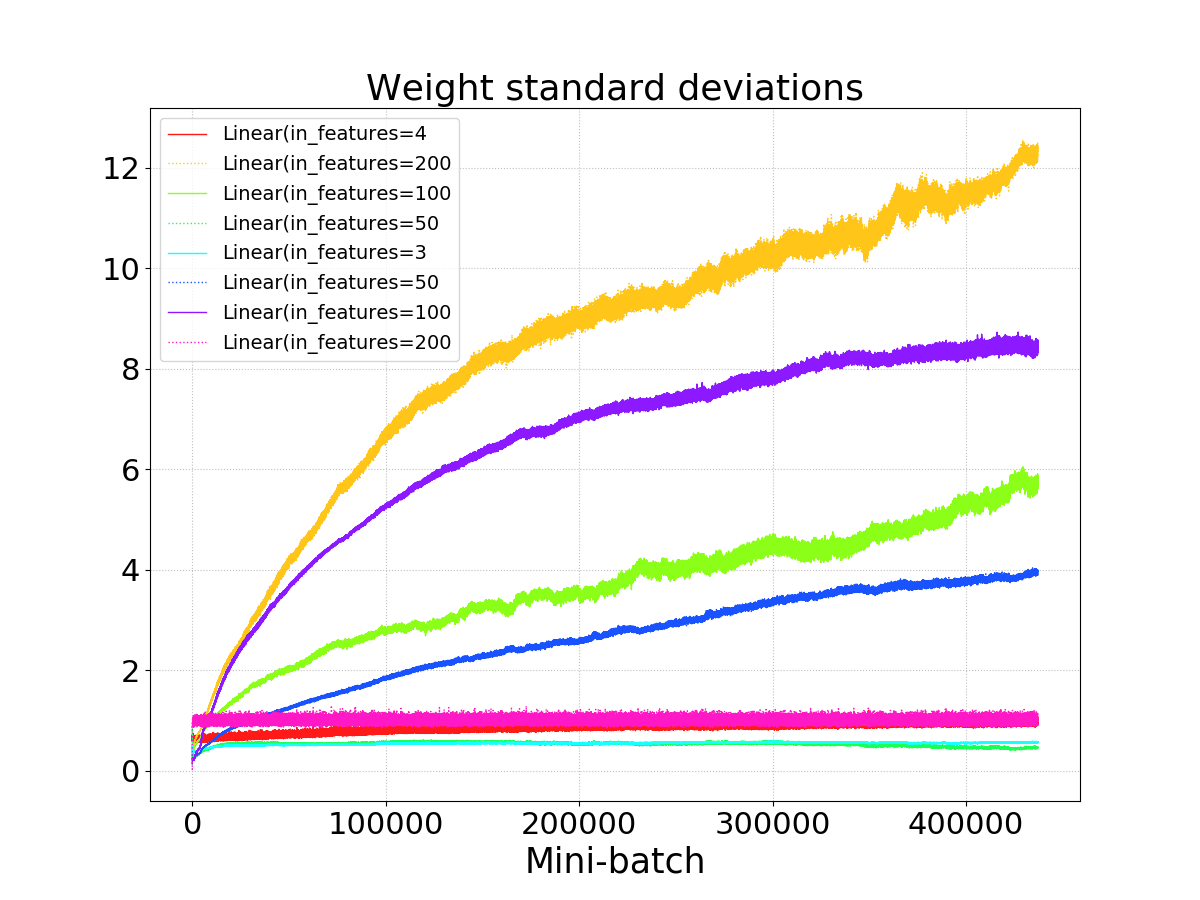 Weight standard deviations
Linear(in_features=4
Linear(in_features=200
Linear(in_features=100
Linear(in_features=50
Linear(in_features=3
Linear(in_features=50
Linear(in_features=100
Linear(in_features=200
12
10
8
6
4
2
0
0 100000 200000 300000 400000
Mini-batch